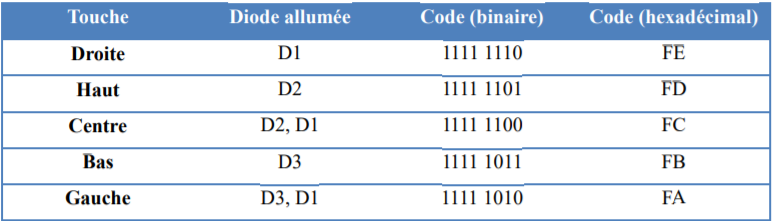 Touche Diode allumée Code (binaire) Code (hexadécimal)
Droite D1 1111 1110 FE
Haut D2 1111 1101 FD
Centre D2, D1 1111 1100 FC
Bas D3 1111 1011 FB
Gauche D3, D1 1111 1010 FA